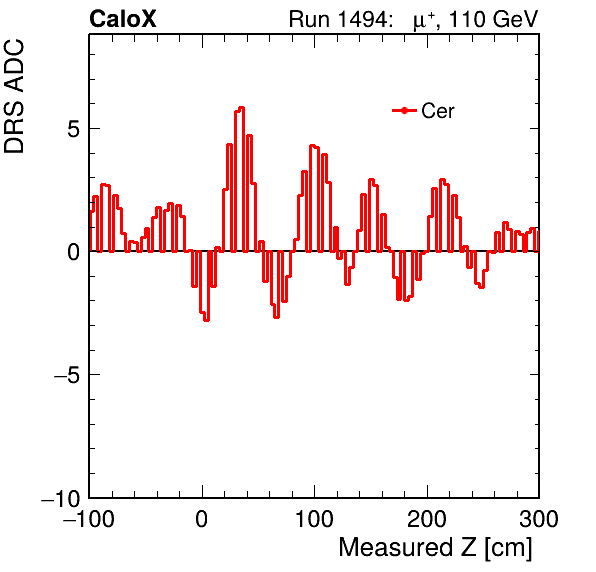 CaloX Run 1494: μ⁺, 110 GeV
DRS ADC
Cer
5
0
−5
−10
−100 0 100 200 300
Measured Z [cm]